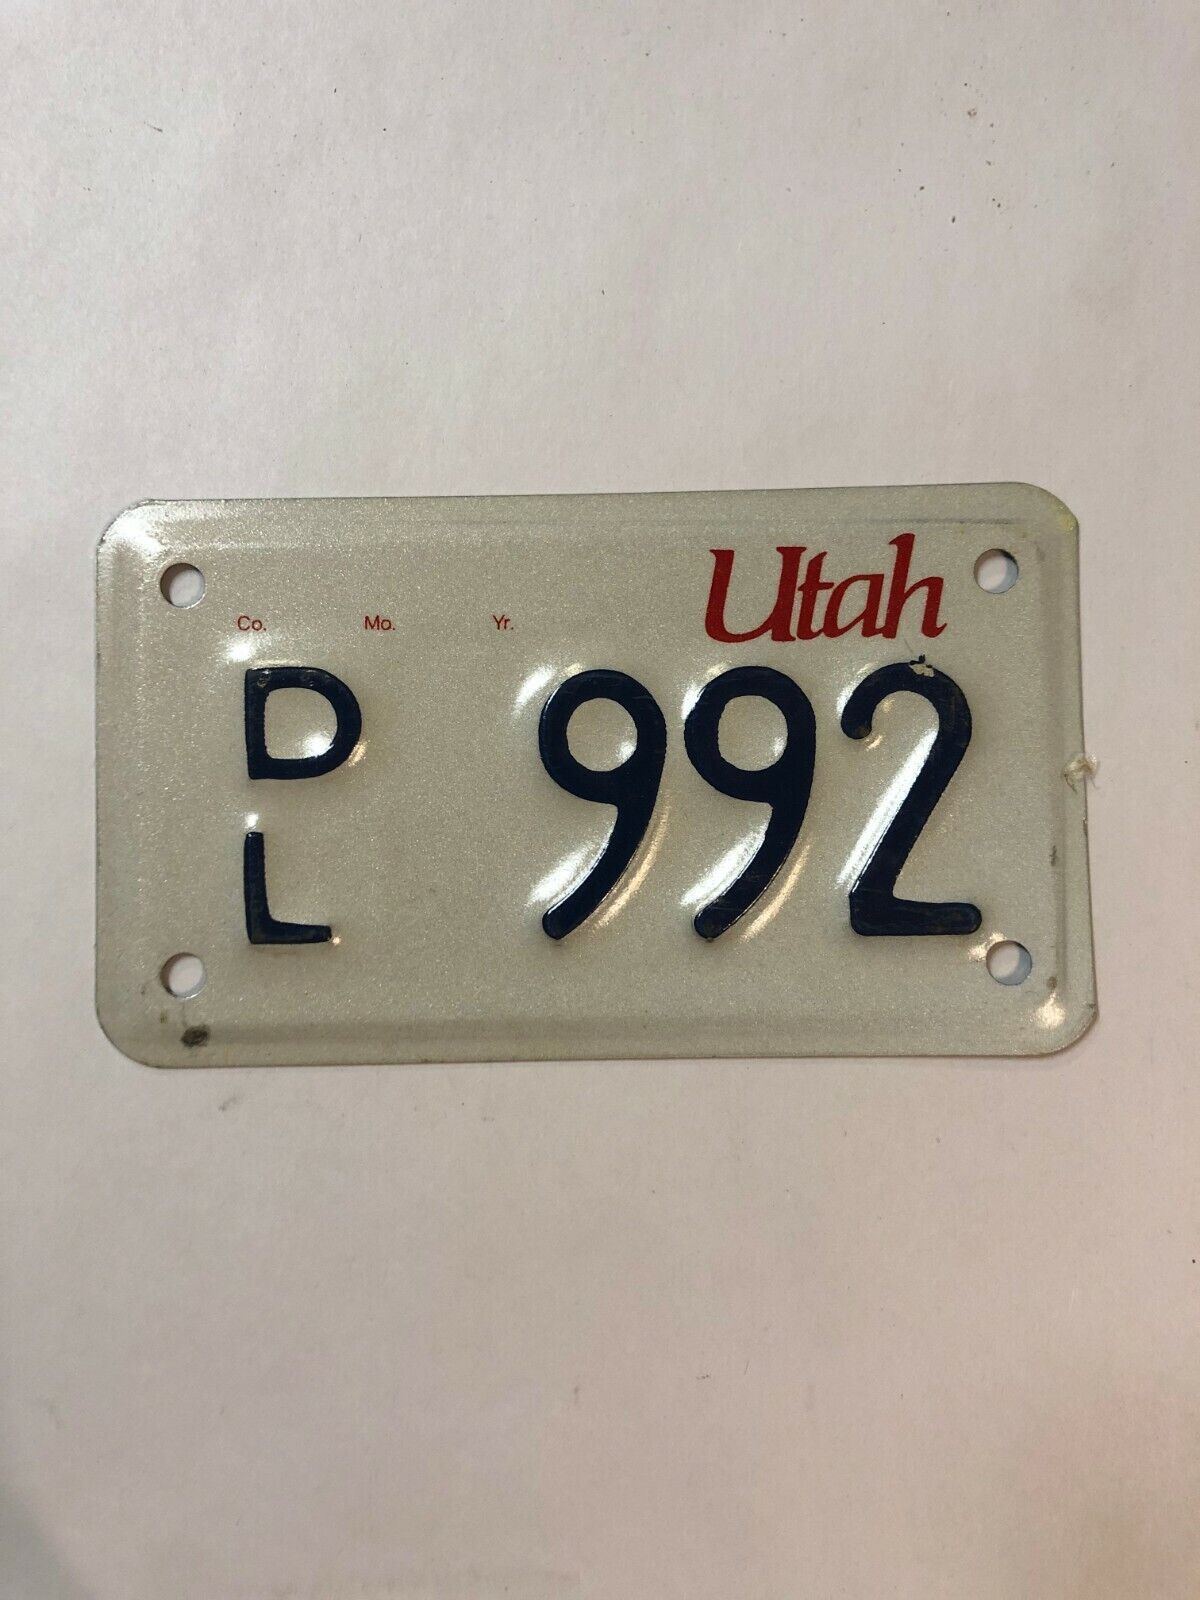 Utah
Co. Mo. Yr.
D
L
992